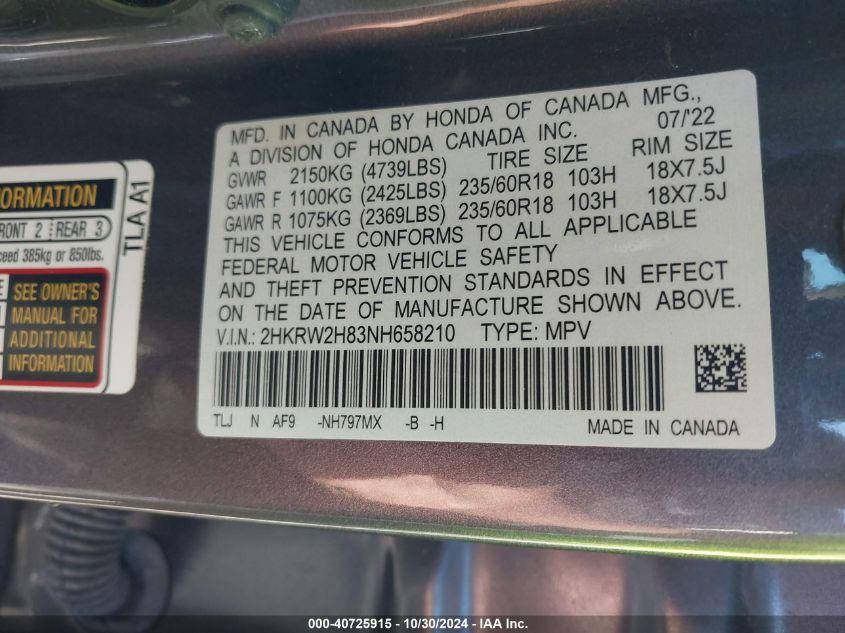 MFD. IN CANADA BY HONDA OF CANADA MFG., 07/'22
A DIVISION OF HONDA CANADA INC.
TIRE SIZE RIM SIZE
GVWR 2150KG (4739LBS)
GAWR F 1100KG (2425LBS) 235/60R18 103H 18X7.5J
GAWR R 1075KG (2369LBS) 235/60R18 103H 18X7.5J
THIS VEHICLE CONFORMS TO ALL APPLICABLE
FEDERAL MOTOR VEHICLE SAFETY
AND THEFT PREVENTION STANDARDS IN EFFECT
ON THE DATE OF MANUFACTURE SHOWN ABOVE.
V.I.N.: 2HKRW2H83NH658210 TYPE: MPV
TLJ N AF9 -NH797MX -B -H MADE IN CANADA
FRONT 2 REAR 3
385kg or 850lbs.
SEE OWNER'S
MANUAL FOR
ADDITIONAL
INFORMATION
TLA A1
000-40725915 - 10/30/2024 - IAA Inc.